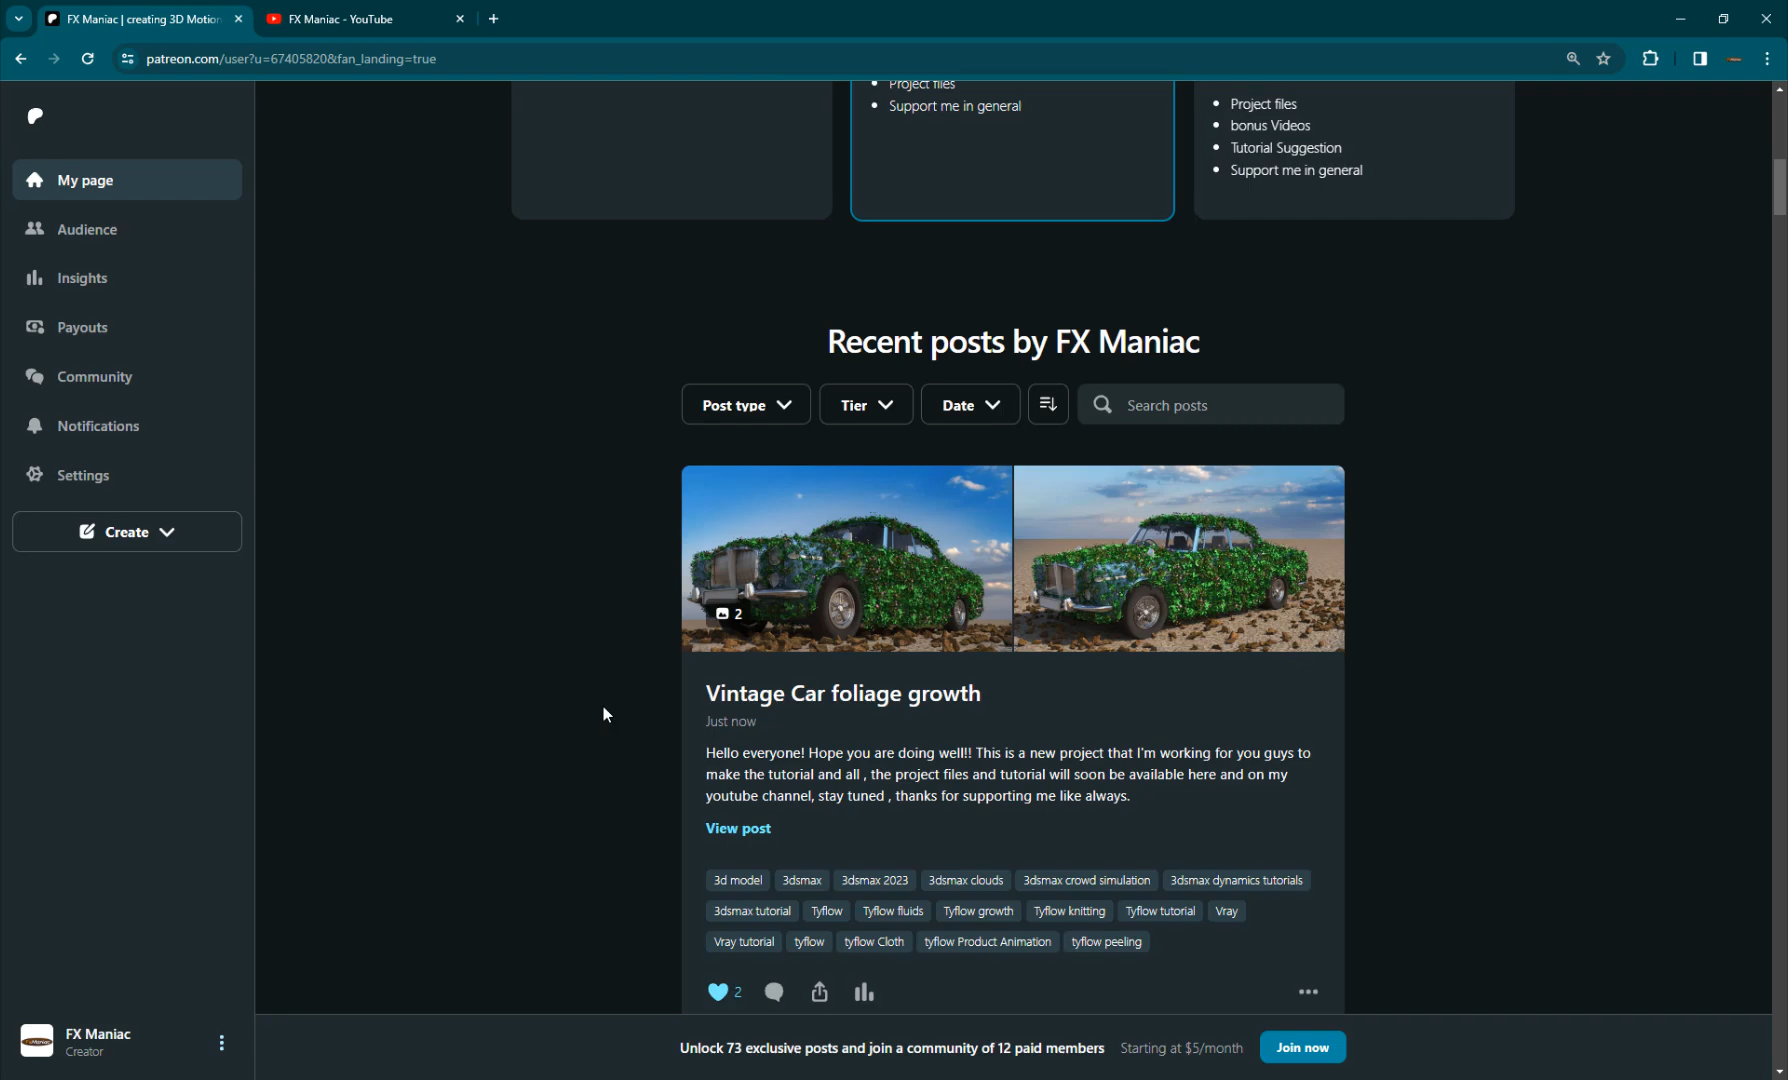 FX Maniac | creating 3D Motion
FX Maniac - YouTube
patreon.com/user?u=67405820&fan_landing=true
My page
Audience
Insights
Payouts
Community
Notifications
Settings
Create
FX Maniac
Creator
Project files
Support me in general
Project files
bonus Videos
Tutorial Suggestion
Support me in general
Recent posts by FX Maniac
Post type
Tier
Date
Search posts
2
Vintage Car foliage growth
Just now
Hello everyone! Hope you are doing well!! This is a new project that I'm working for you guys to
make the tutorial and all , the project files and tutorial will soon be available here and on my
youtube channel, stay tuned , thanks for supporting me like always.
View post
3d model 3dsmax 3dsmax 2023 3dsmax clouds 3dsmax crowd simulation 3dsmax dynamics tutorials
3dsmax tutorial Tyflow Tyflow fluids Tyflow growth Tyflow knitting Tyflow tutorial Vray
Vray tutorial tyflow tyflow Cloth tyflow Product Animation tyflow peeling
2
Unlock 73 exclusive posts and join a community of 12 paid members Starting at $5/month Join now